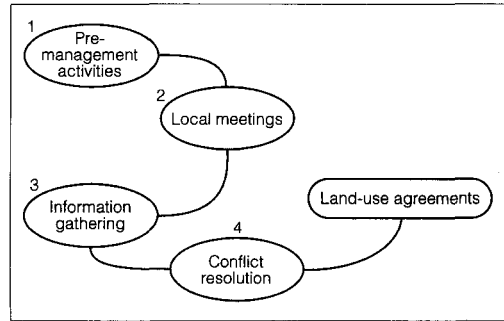 1
Pre-
management
activities
2
Local meetings
3
Information
gathering
4
Conflict
resolution
Land-use agreements